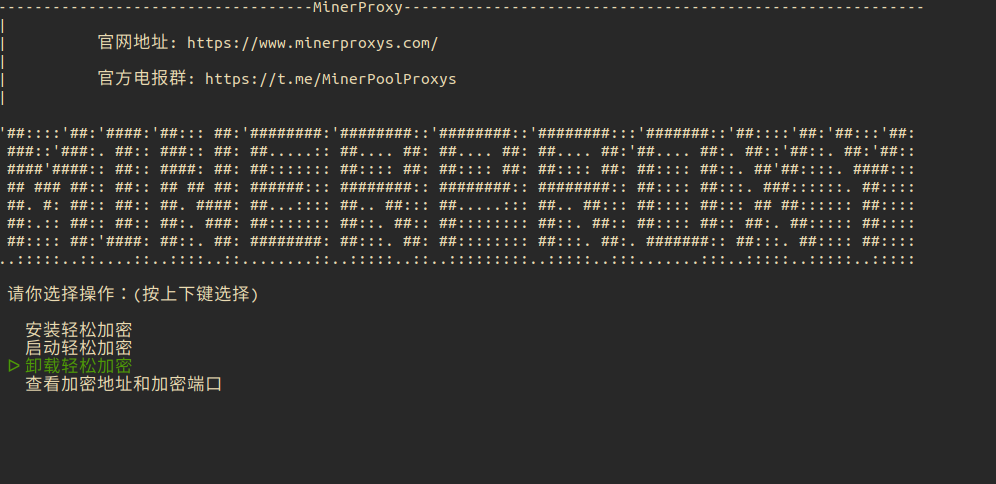 -----------------------------------MinerProxy----------------------------------------------------------
|
| 官网地址: https://www.minerproxys.com/
|
| 官方电报群: https://t.me/MinerPoolProxys
|
'##::::'##:'####:'##::: ##:'########:'########::'########::'########:::'#######::'##::::'##:'##:::'##:
 ###::'###:. ##:: ###:: ##: ##.....:: ##.... ##: ##.... ##: ##.... ##:'##.... ##:. ##::'##::. ##:'##::
 ####'####:: ##:: ####: ##: ##::::::: ##:::: ##: ##:::: ##: ##:::: ##: ##:::: ##::. ##'##::::. ####:::
 ## ### ##:: ##:: ## ## ##: ######::: ########:: ########:: ########:: ##:::: ##:::. ###::::::. ##::::
 ##. #: ##:: ##:: ##. ####: ##...:::: ##.. ##::: ##.....::: ##.. ##::: ##:::: ##:::: ## ##:::::: ##::::
 ##:.:: ##:: ##:: ##:. ###: ##::::::: ##::. ##:: ##:::::::: ##::. ##:: ##:::: ##::: ##:. ##::::: ##::::
 ##:::: ##:'####: ##::. ##: ########: ##:::. ##: ##:::::::: ##:::. ##:. #######:: ##:::. ##:::: ##::::
..:::::..::....::..::::..::........::..:::::..::..:::::::::..:::::..:::.......:::..:::::..:::::..:::::
请你选择操作：(按上下键选择)
安装轻松加密
启动轻松加密
▷ 卸载轻松加密
查看加密地址和加密端口